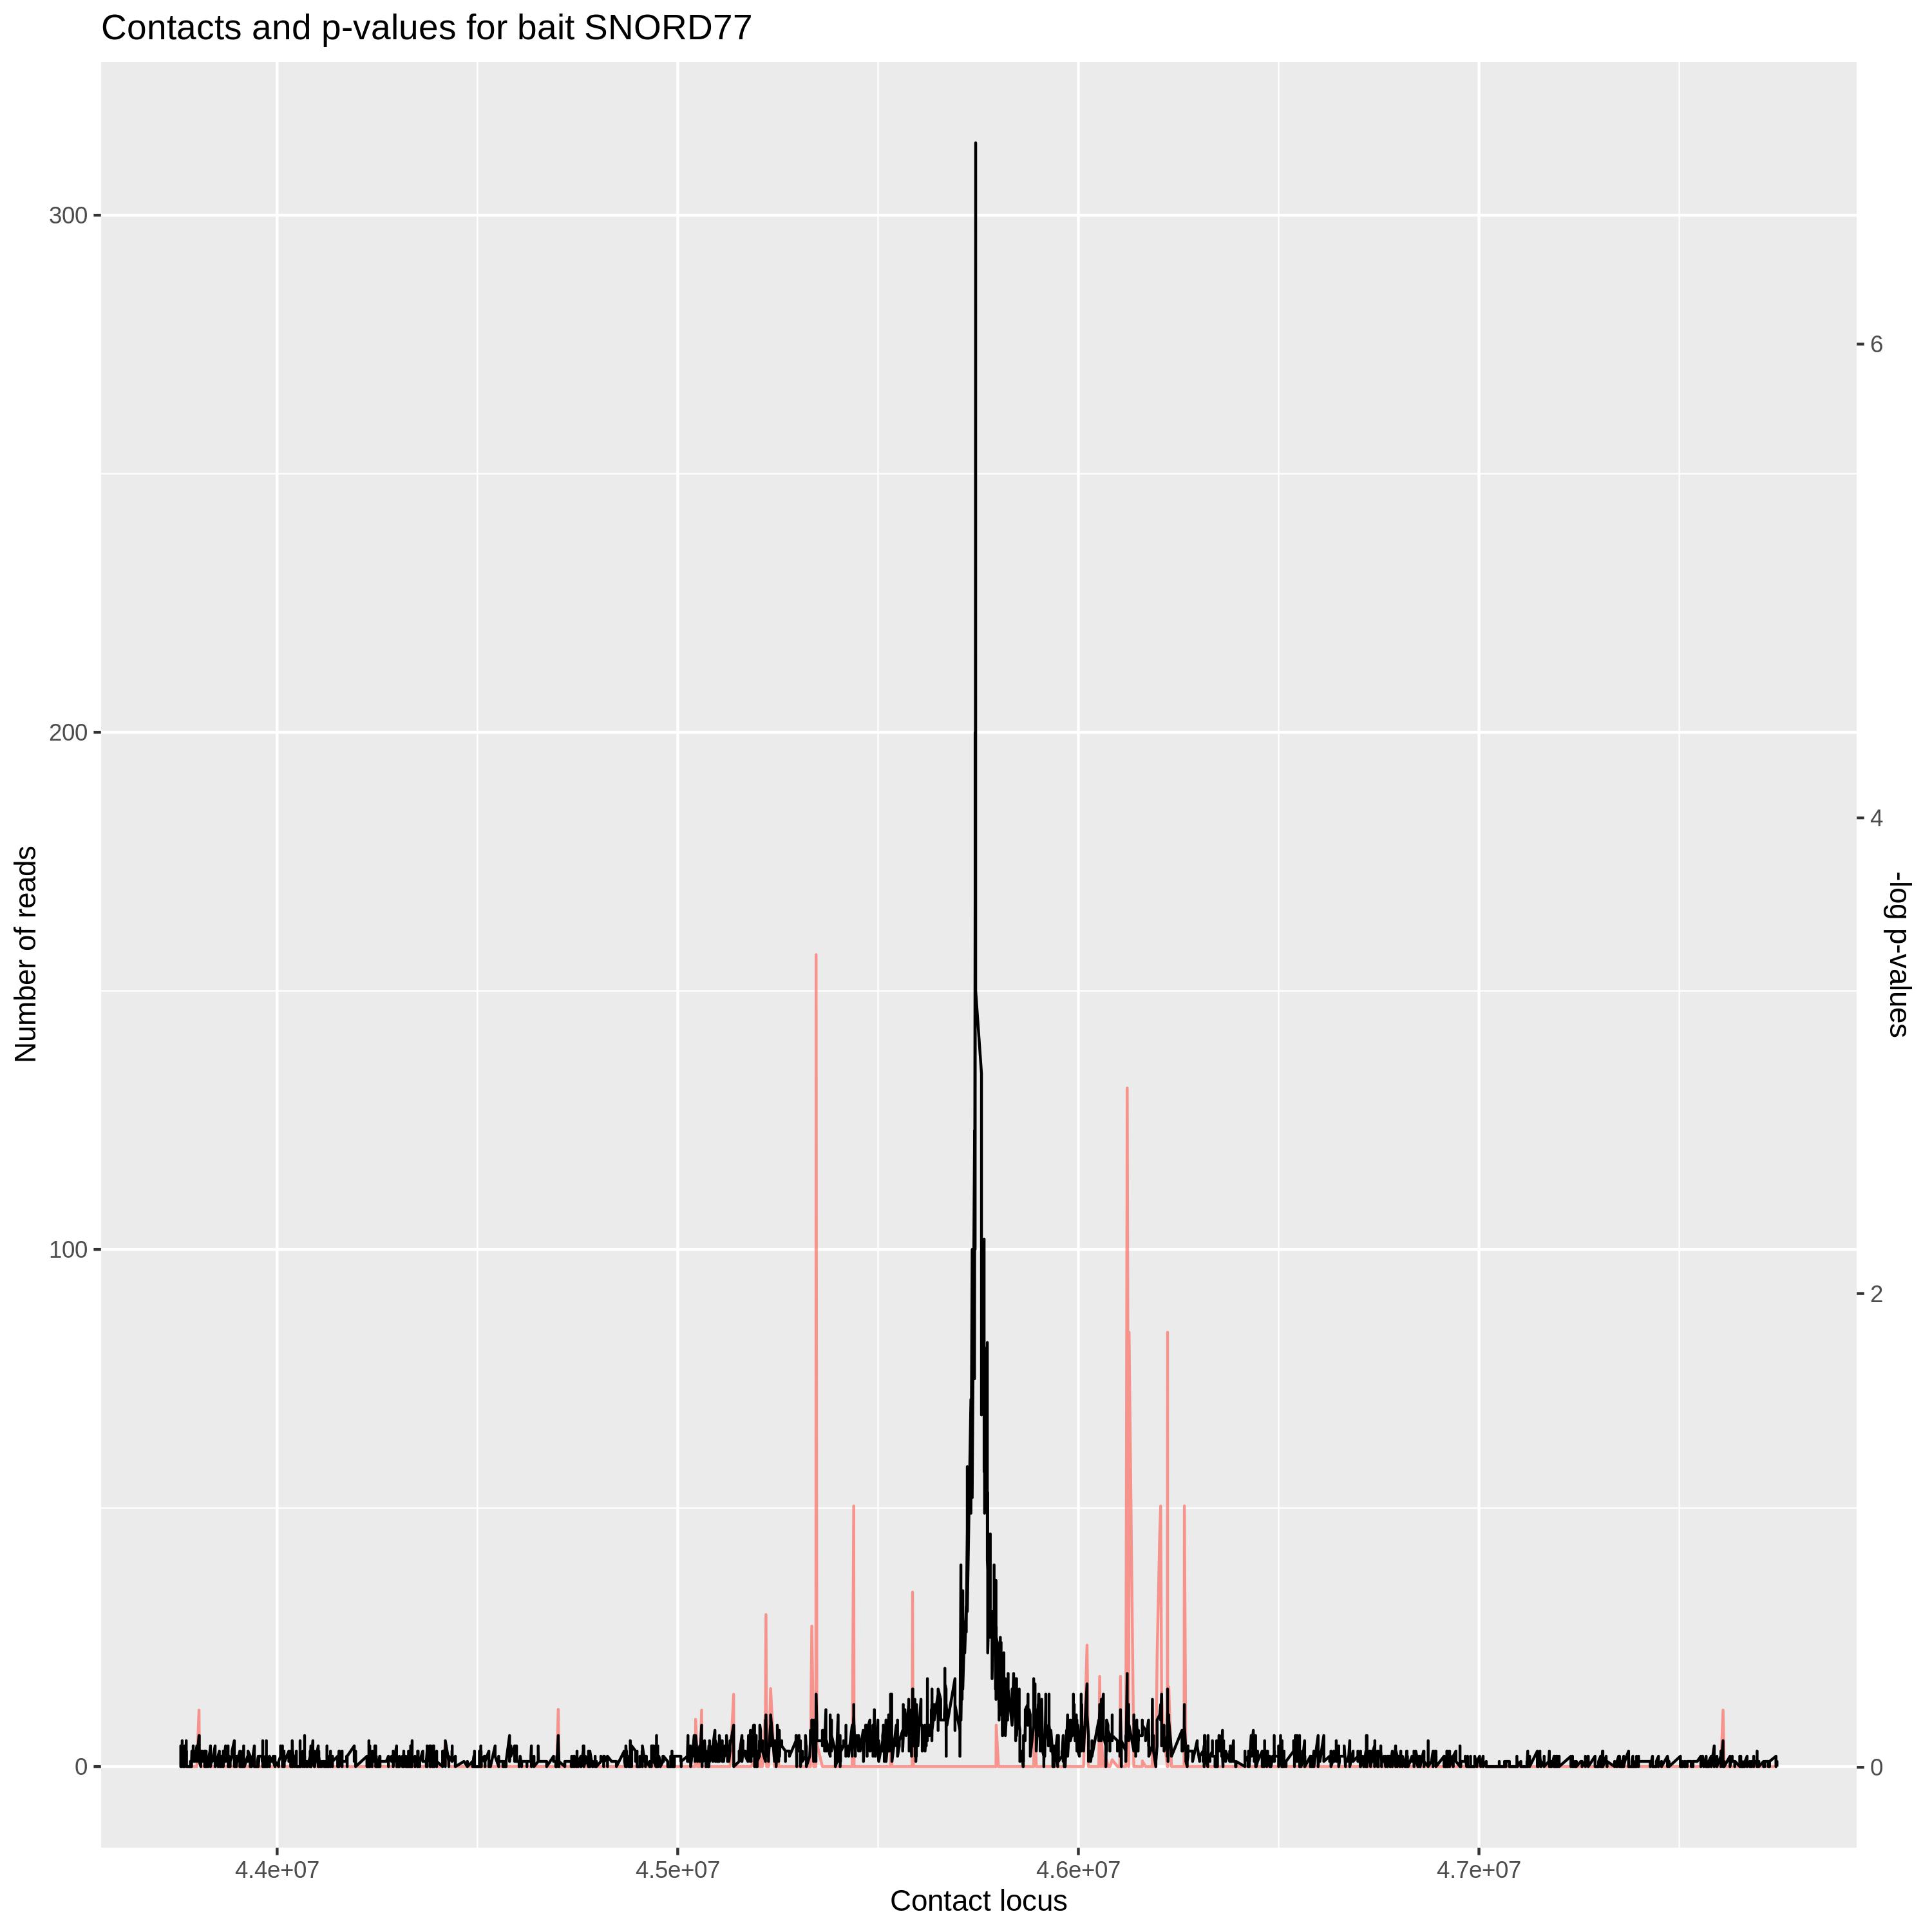 Contacts and p-values for bait SNORD77
Number of reads
300
200
100
0
6
4
2
0
-log p-values
4.4e+07
4.5e+07
4.6e+07
4.7e+07
Contact locus